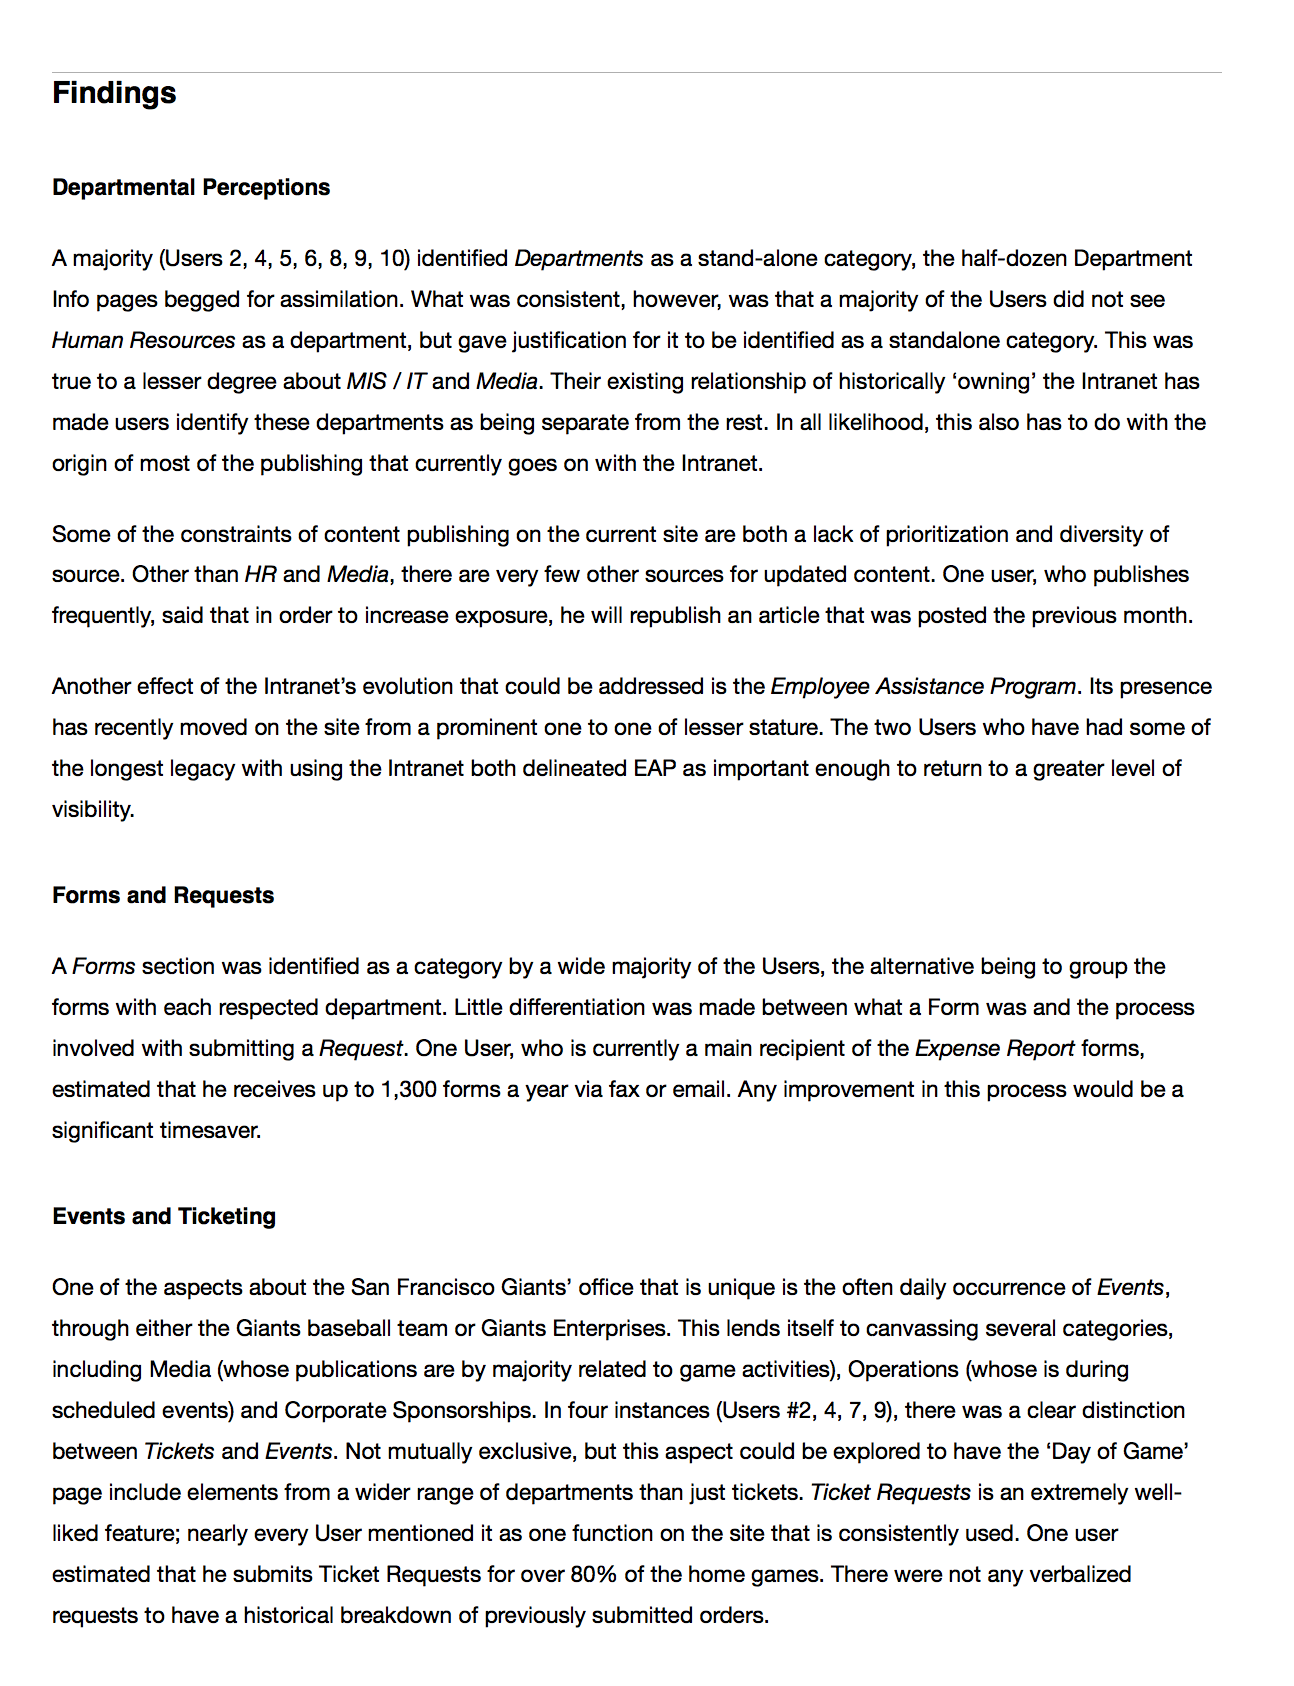 Findings
Departmental Perceptions
A majority (Users 2, 4, 5, 6, 8, 9, 10) identified Departments as a stand-alone category, the half-dozen Department
Info pages begged for assimilation. What was consistent, however, was that a majority of the Users did not see
Human Resources as a department, but gave justification for it to be identified as a standalone category. This was
true to a lesser degree about MIS / IT and Media. Their existing relationship of historically ‘owning’ the Intranet has
made users identify these departments as being separate from the rest. In all likelihood, this also has to do with the
origin of most of the publishing that currently goes on with the Intranet.
Some of the constraints of content publishing on the current site are both a lack of prioritization and diversity of
source. Other than HR and Media, there are very few other sources for updated content. One user, who publishes
frequently, said that in order to increase exposure, he will republish an article that was posted the previous month.
Another effect of the Intranet’s evolution that could be addressed is the Employee Assistance Program. Its presence
has recently moved on the site from a prominent one to one of lesser stature. The two Users who have had some of
the longest legacy with using the Intranet both delineated EAP as important enough to return to a greater level of
visibility.
Forms and Requests
A Forms section was identified as a category by a wide majority of the Users, the alternative being to group the
forms with each respected department. Little differentiation was made between what a Form was and the process
involved with submitting a Request. One User, who is currently a main recipient of the Expense Report forms,
estimated that he receives up to 1,300 forms a year via fax or email. Any improvement in this process would be a
significant timesaver.
Events and Ticketing
One of the aspects about the San Francisco Giants’ office that is unique is the often daily occurrence of Events,
through either the Giants baseball team or Giants Enterprises. This lends itself to canvassing several categories,
including Media (whose publications are by majority related to game activities), Operations (whose is during
scheduled events) and Corporate Sponsorships. In four instances (Users #2, 4, 7, 9), there was a clear distinction
between Tickets and Events. Not mutually exclusive, but this aspect could be explored to have the ‘Day of Game’
page include elements from a wider range of departments than just tickets. Ticket Requests is an extremely well-
liked feature; nearly every User mentioned it as one function on the site that is consistently used. One user
estimated that he submits Ticket Requests for over 80% of the home games. There were not any verbalized
requests to have a historical breakdown of previously submitted orders.